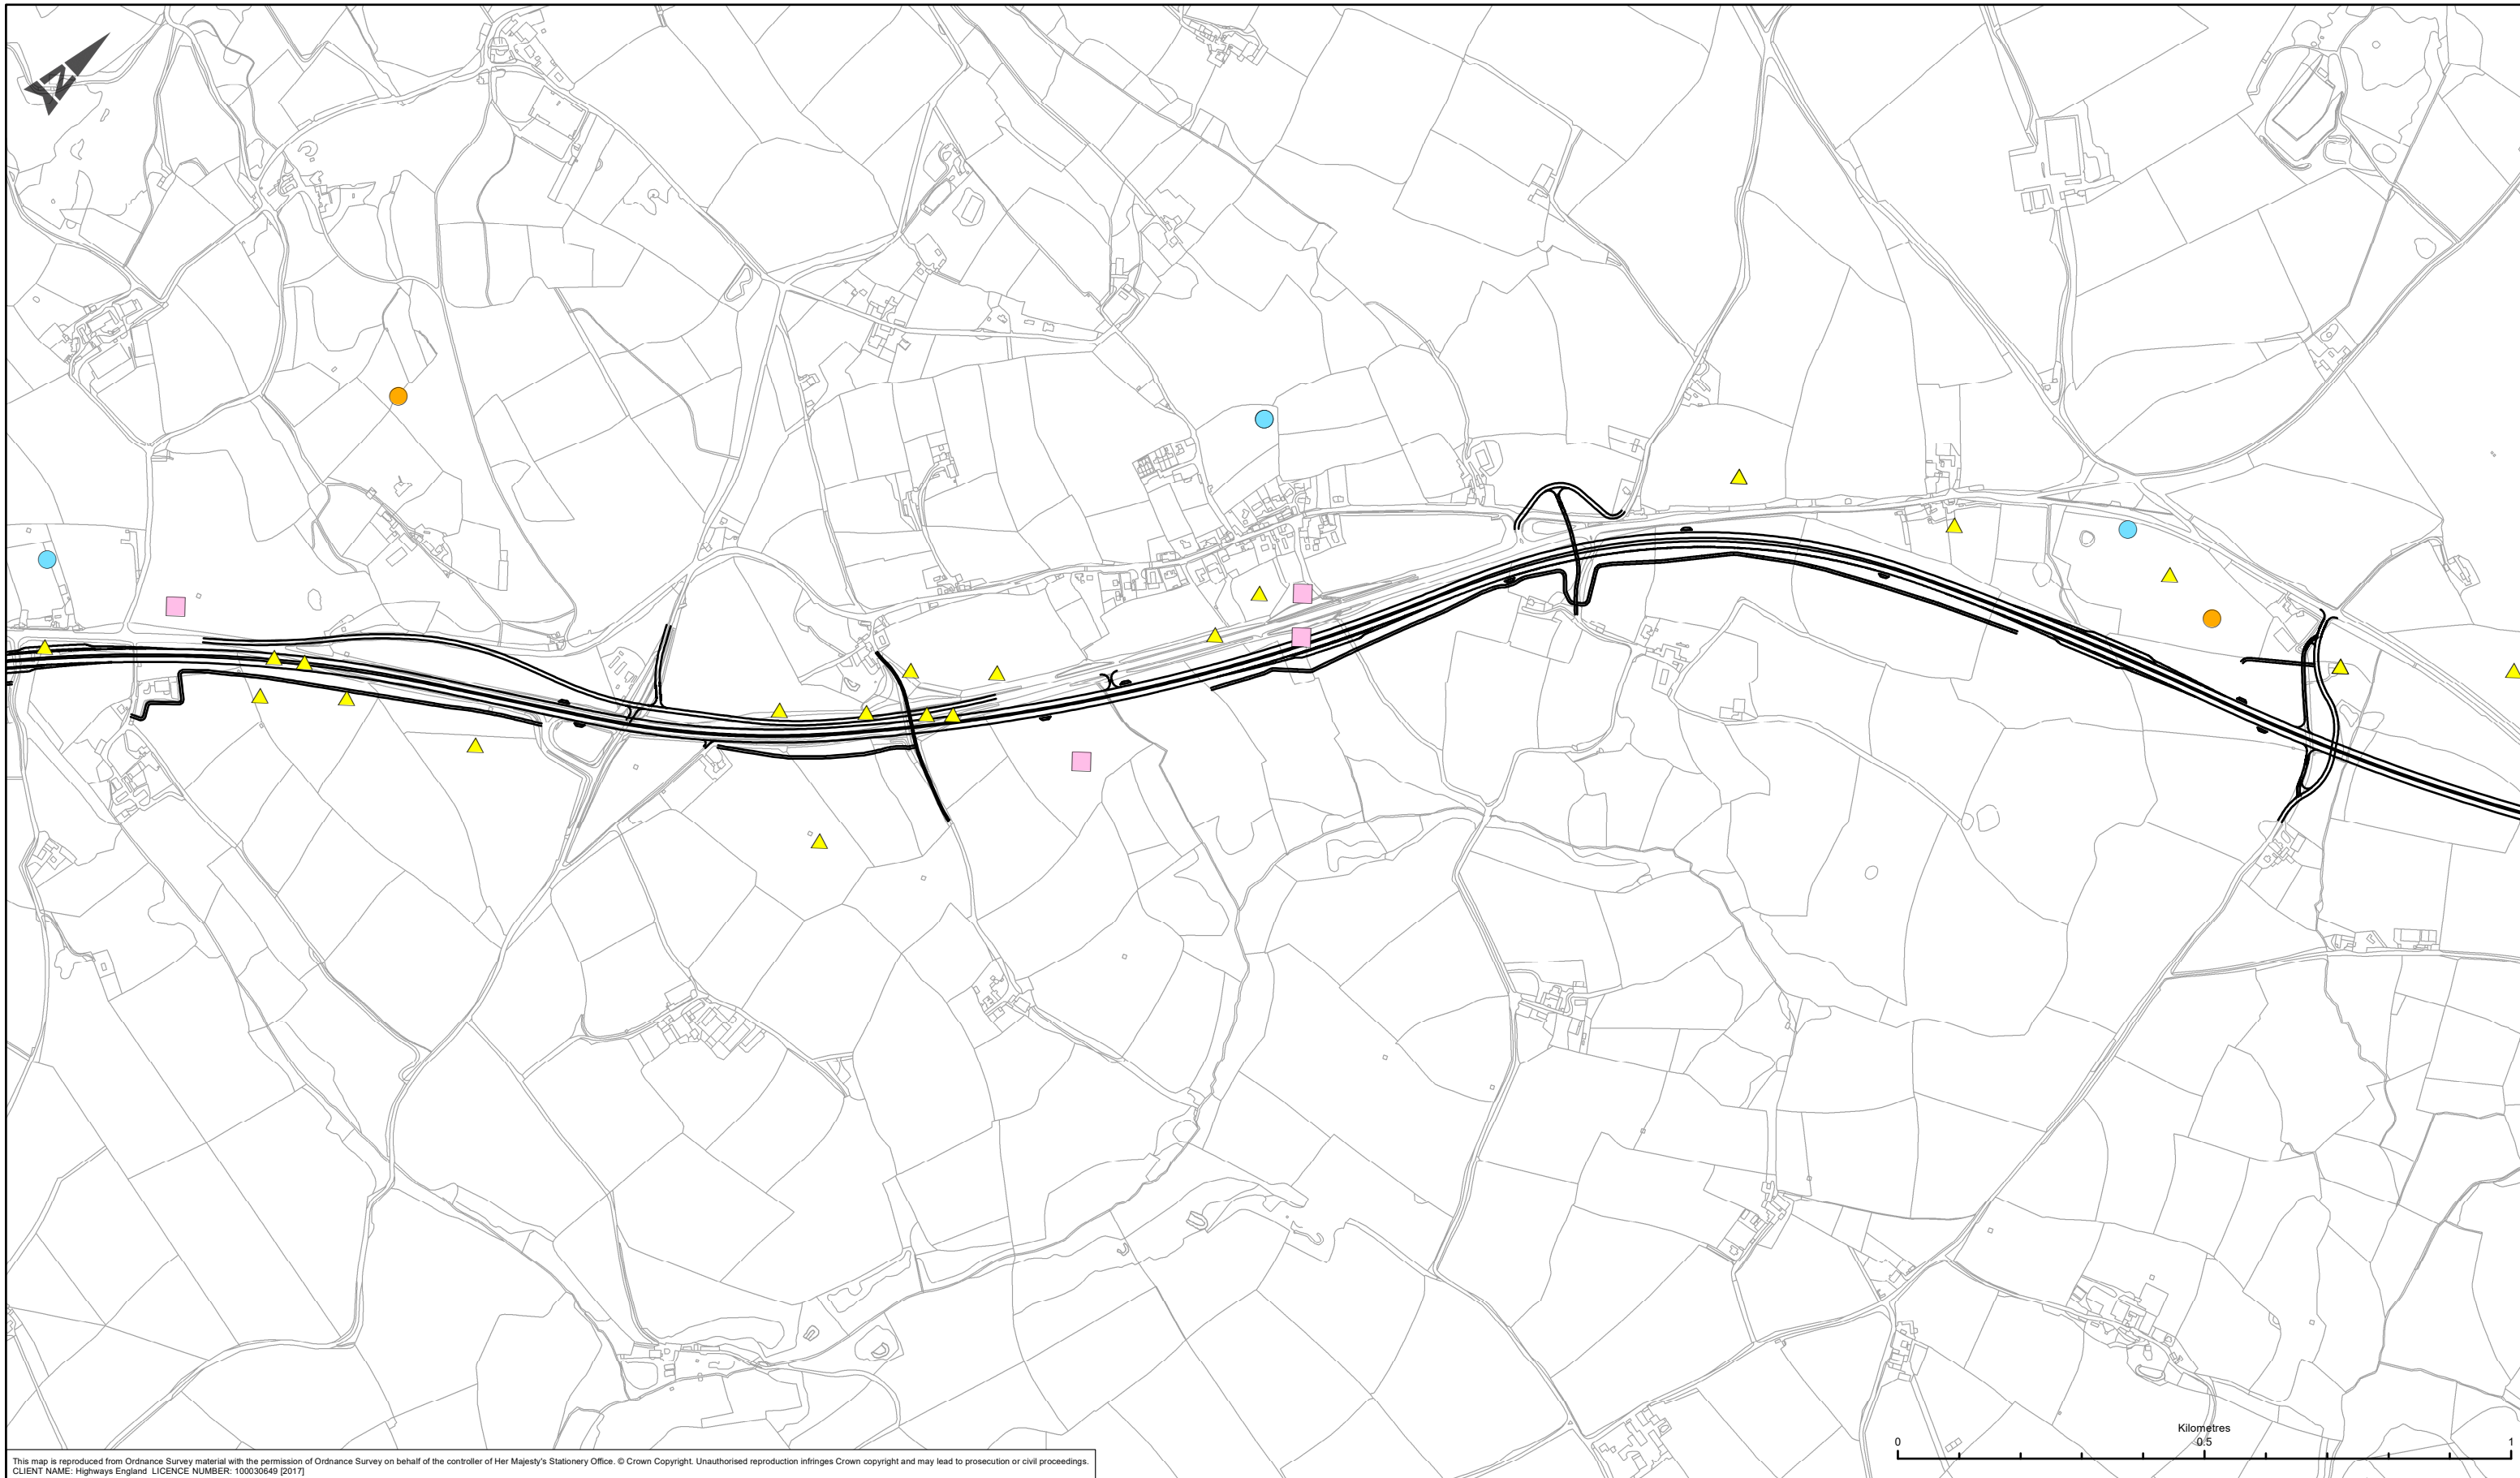 N
Kilometres
0 0.5 1
This map is reproduced from Ordnance Survey material with the permission of Ordnance Survey on behalf of the controller of Her Majesty's Stationery Office. © Crown Copyright. Unauthorised reproduction infringes Crown copyright and may lead to prosecution or civil proceedings.
CLIENT NAME: Highways England LICENCE NUMBER: 100030649 [2017]